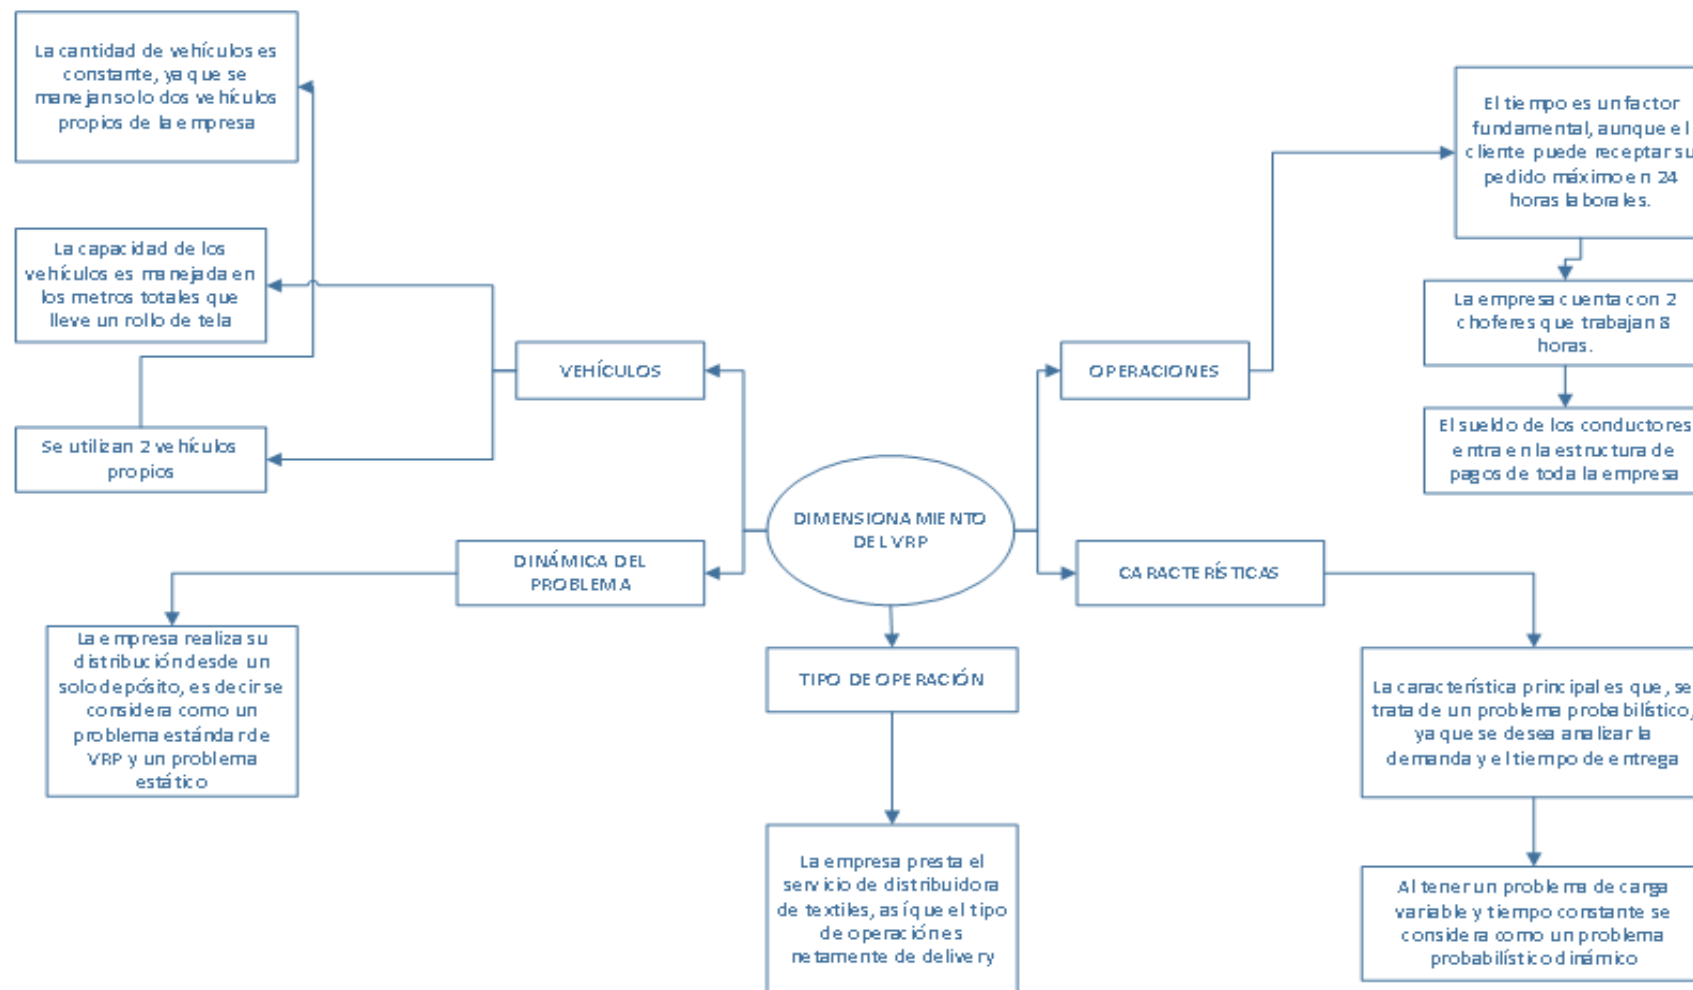 La cantidad de vehículos es
constante, ya que se
manejan solo dos vehículos
propios de la empresa
La capacidad de los
vehículos es manejada en
los metros totales que
lleve un rollo de tela
Se utilizan 2 vehículos
propios
VEHÍCULOS
DINÁMICA DEL
PROBLEMA
La empresa realiza su
distribución desde un
solo depósito, es decir se
considera como un
problema estándar de
VRP y un problema
estático
DIMENSIONAMIENTO
DEL VRP
TIPO DE OPERACIÓN
La empresa presta el
servicio de distribuidora
de textiles, así que el tipo
de operación es
netamente de delivery
OPERACIONES
El tiempo es un factor
fundamental, aunque el
cliente puede receptar su
pedido máximo en 24
horas laborales.
La empresa cuenta con 2
choferes que trabajan 8
horas.
El sueldo de los conductores
entra en la estructura de
pagos de toda la empresa
CARACTERÍSTICAS
La característica principal es que, se
trata de un problema probabilístico,
ya que se desea analizar la
demanda y el tiempo de entrega
Al tener un problema de carga
variable y tiempo constante se
considera como un problema
probabilístico dinámico